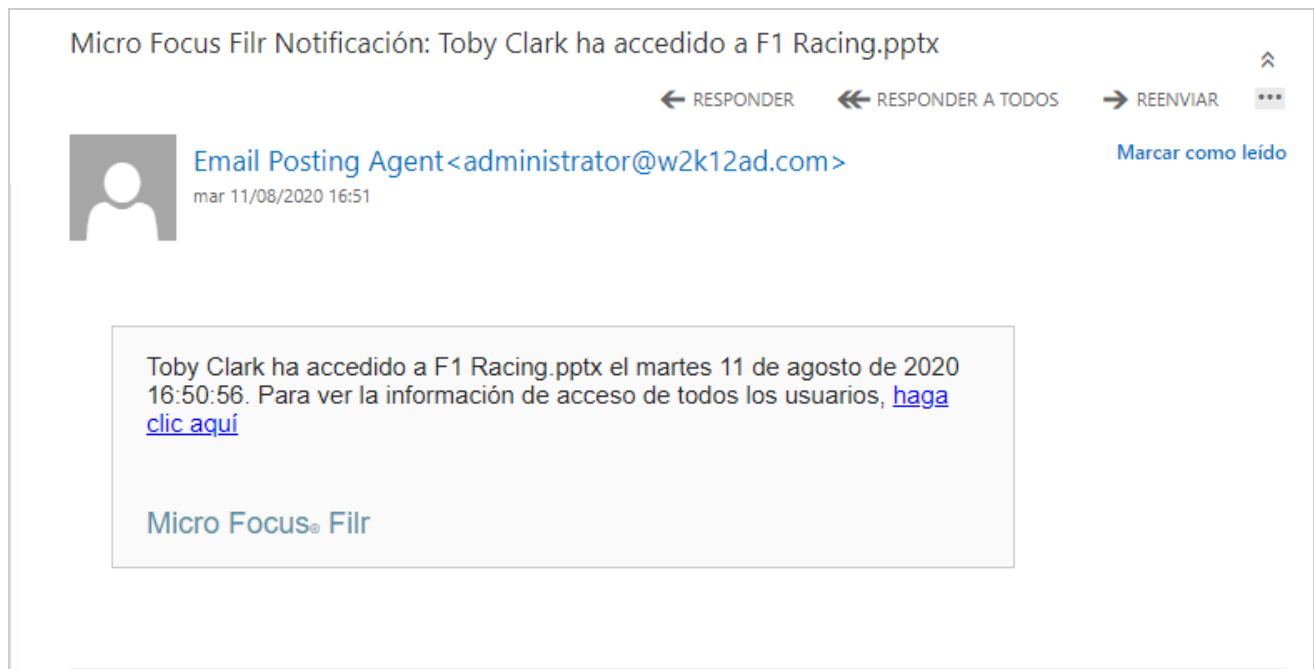 Micro Focus Filr Notificación: Toby Clark ha accedido a F1 Racing.pptx
RESPONDER RESPONDER A TODOS REENVIAR
Email Posting Agent<administrator@w2k12ad.com>
Marcar como leído
mar 11/08/2020 16:51
Toby Clark ha accedido a F1 Racing.pptx el martes 11 de agosto de 2020
16:50:56. Para ver la información de acceso de todos los usuarios, haga
clic aquí
Micro Focus® Filr